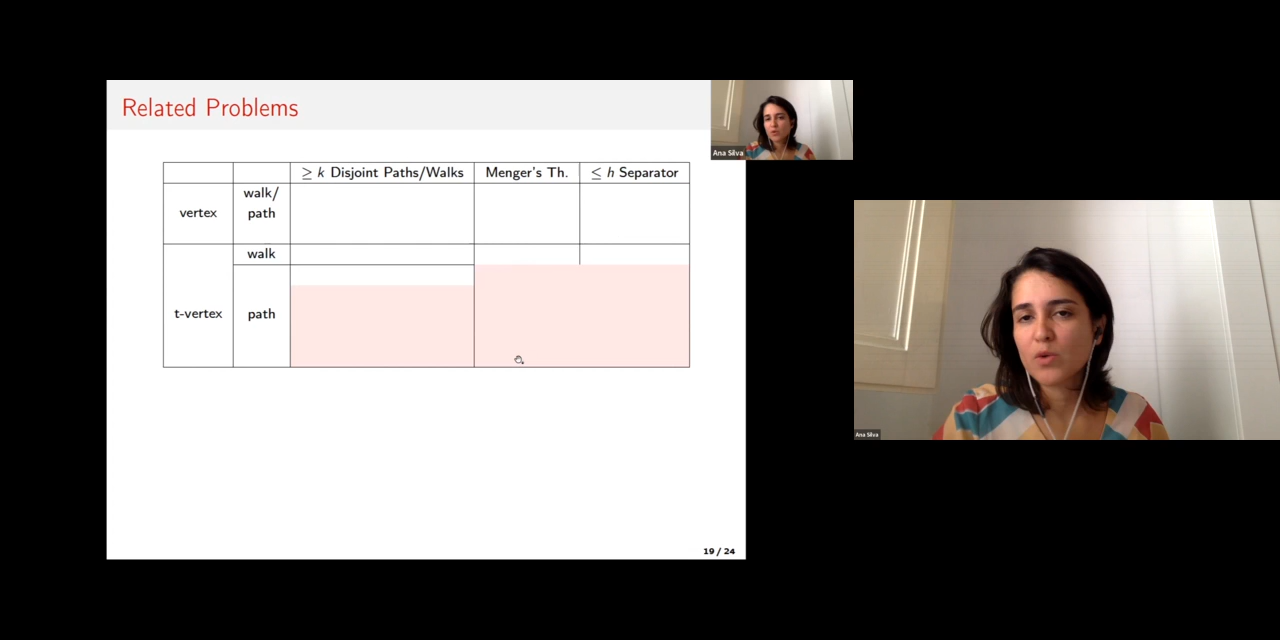 Related Problems
Ana Silva
≥ k Disjoint Paths/Walks Menger's Th. ≤ h Separator
walk/
vertex path
walk
t-vertex path
Ana Silva
19 / 24